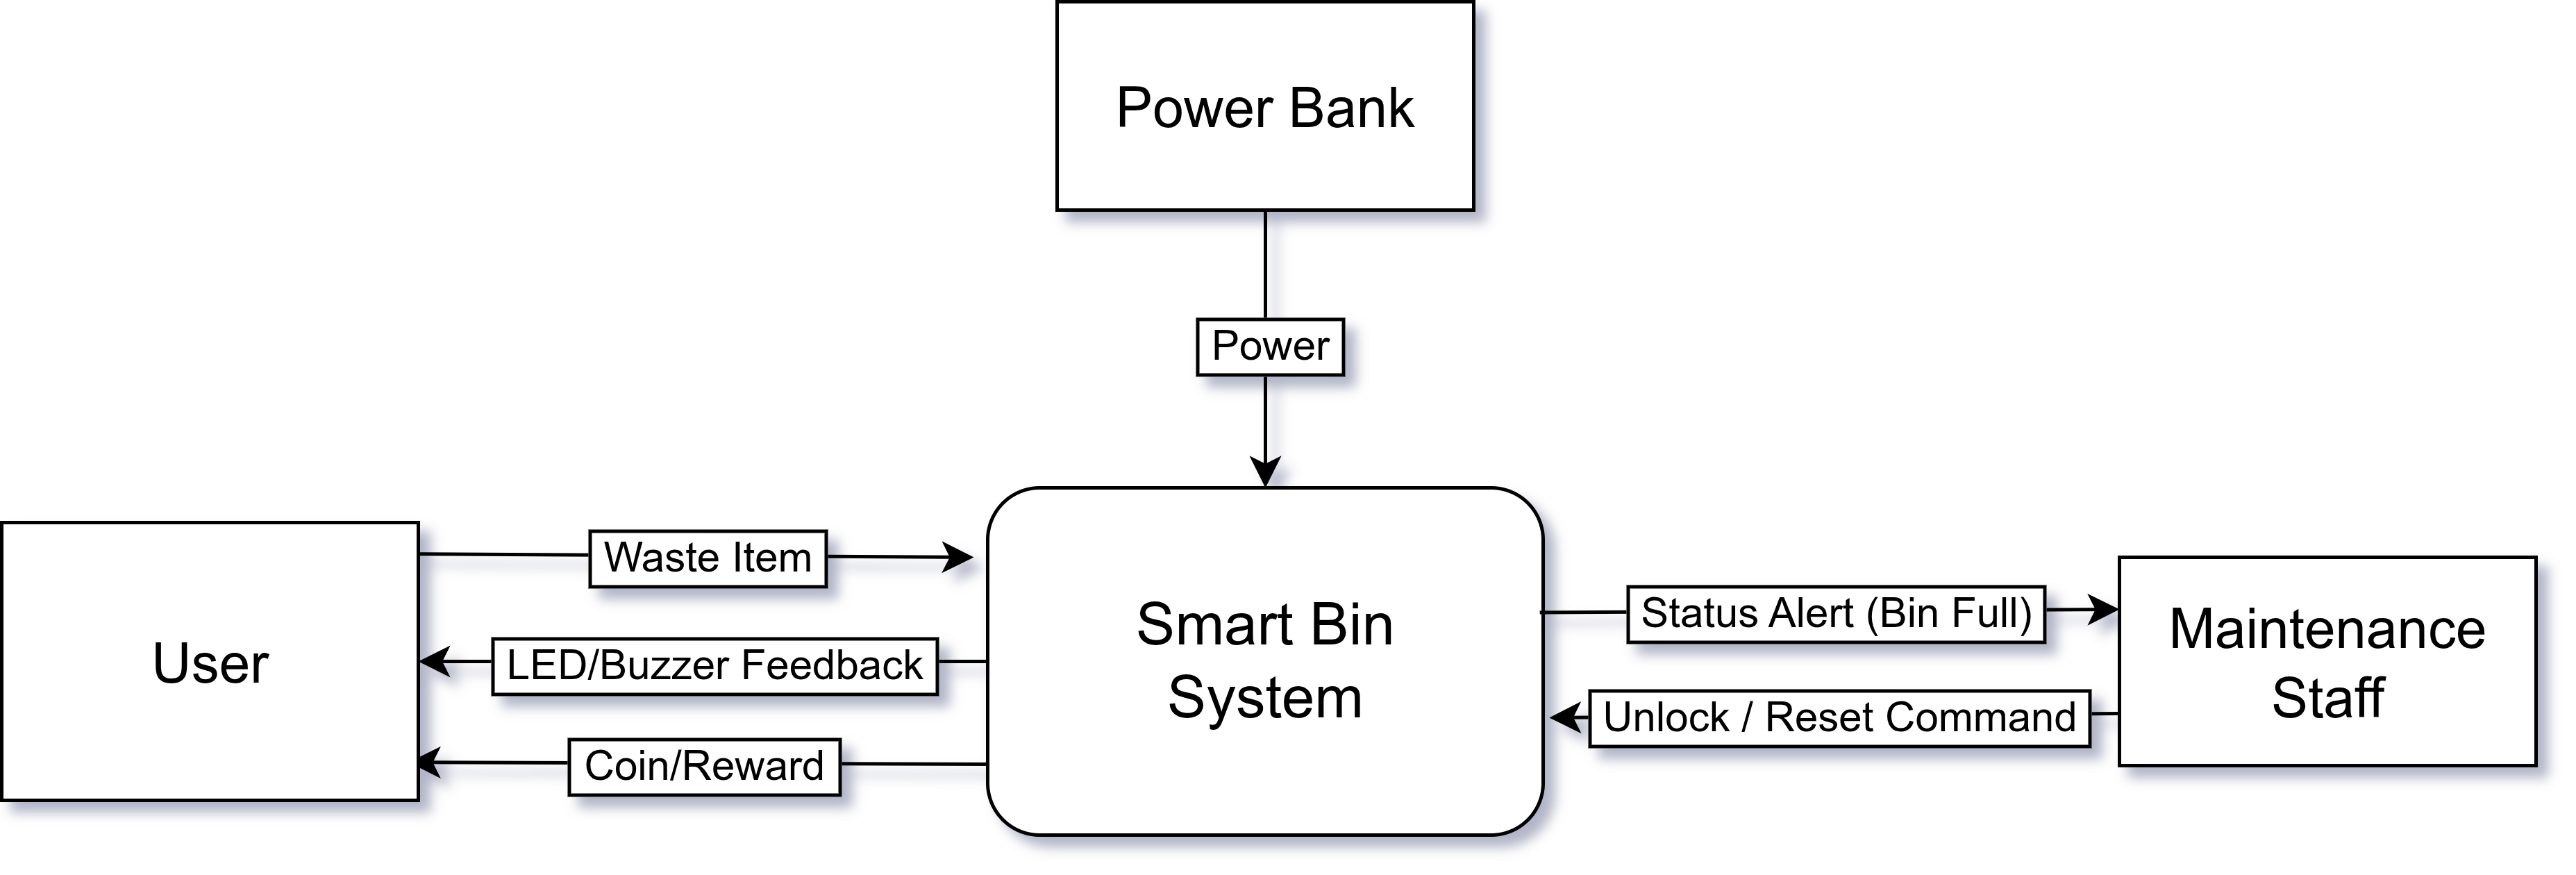 Power Bank
Power
User
Waste Item
LED/Buzzer Feedback
Coin/Reward
Smart Bin
System
Status Alert (Bin Full)
Unlock / Reset Command
Maintenance
Staff